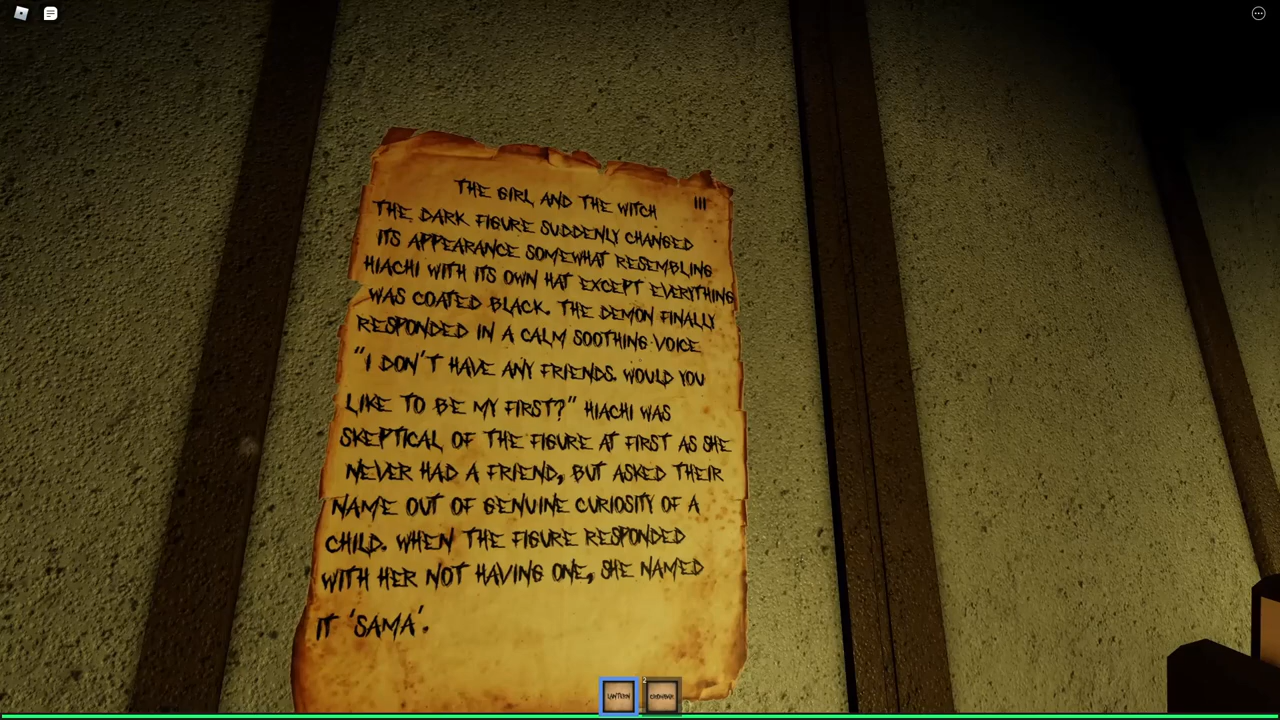 THE GIRL AND THE WITCH
III
THE DARK FIGURE SUDDENLY CHANGED
ITS APPEARANCE SOMEWHAT RESEMBLING
HIACHI WITH ITS OWN HAT EXCEPT EVERYTHING
WAS COATED BLACK. THE DEMON FINALLY
RESPONDED IN A CALM SOOTHING VOICE
"I DON'T HAVE ANY FRIENDS. WOULD YOU
LIKE TO BE MY FIRST?" HIACHI WAS
SKEPTICAL OF THE FIGURE AT FIRST AS SHE
NEVER HAD A FRIEND, BUT ASKED THEIR
NAME OUT OF GENUINE CURIOSITY OF A
CHILD. WHEN THE FIGURE RESPONDED
WITH HER NOT HAVING ONE, SHE NAMED
IT 'SAMA'.
LANTERN